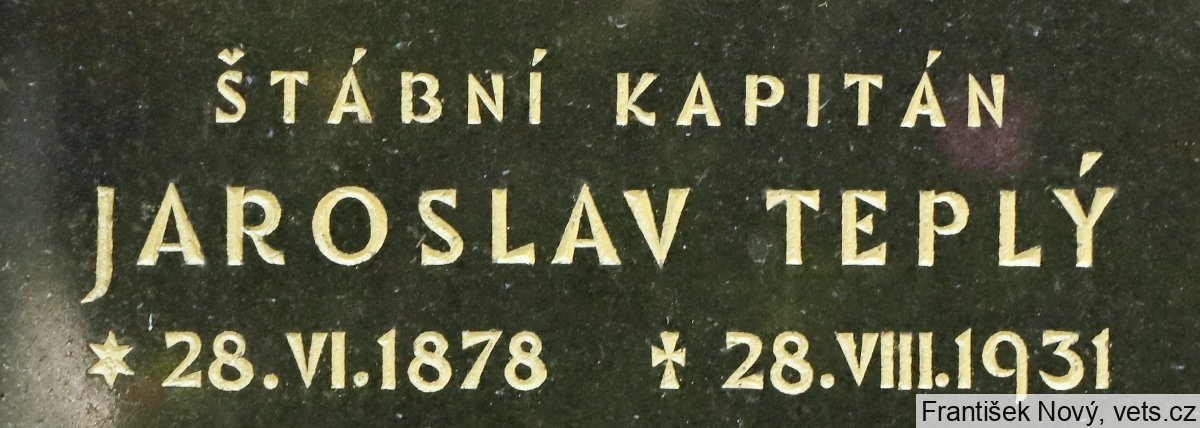 ŠTÁBNÍ KAPITÁN
JAROSLAV TEPLÝ
* 28.VI.1878 ✝ 28.VIII.1931
František Nový, vets.cz